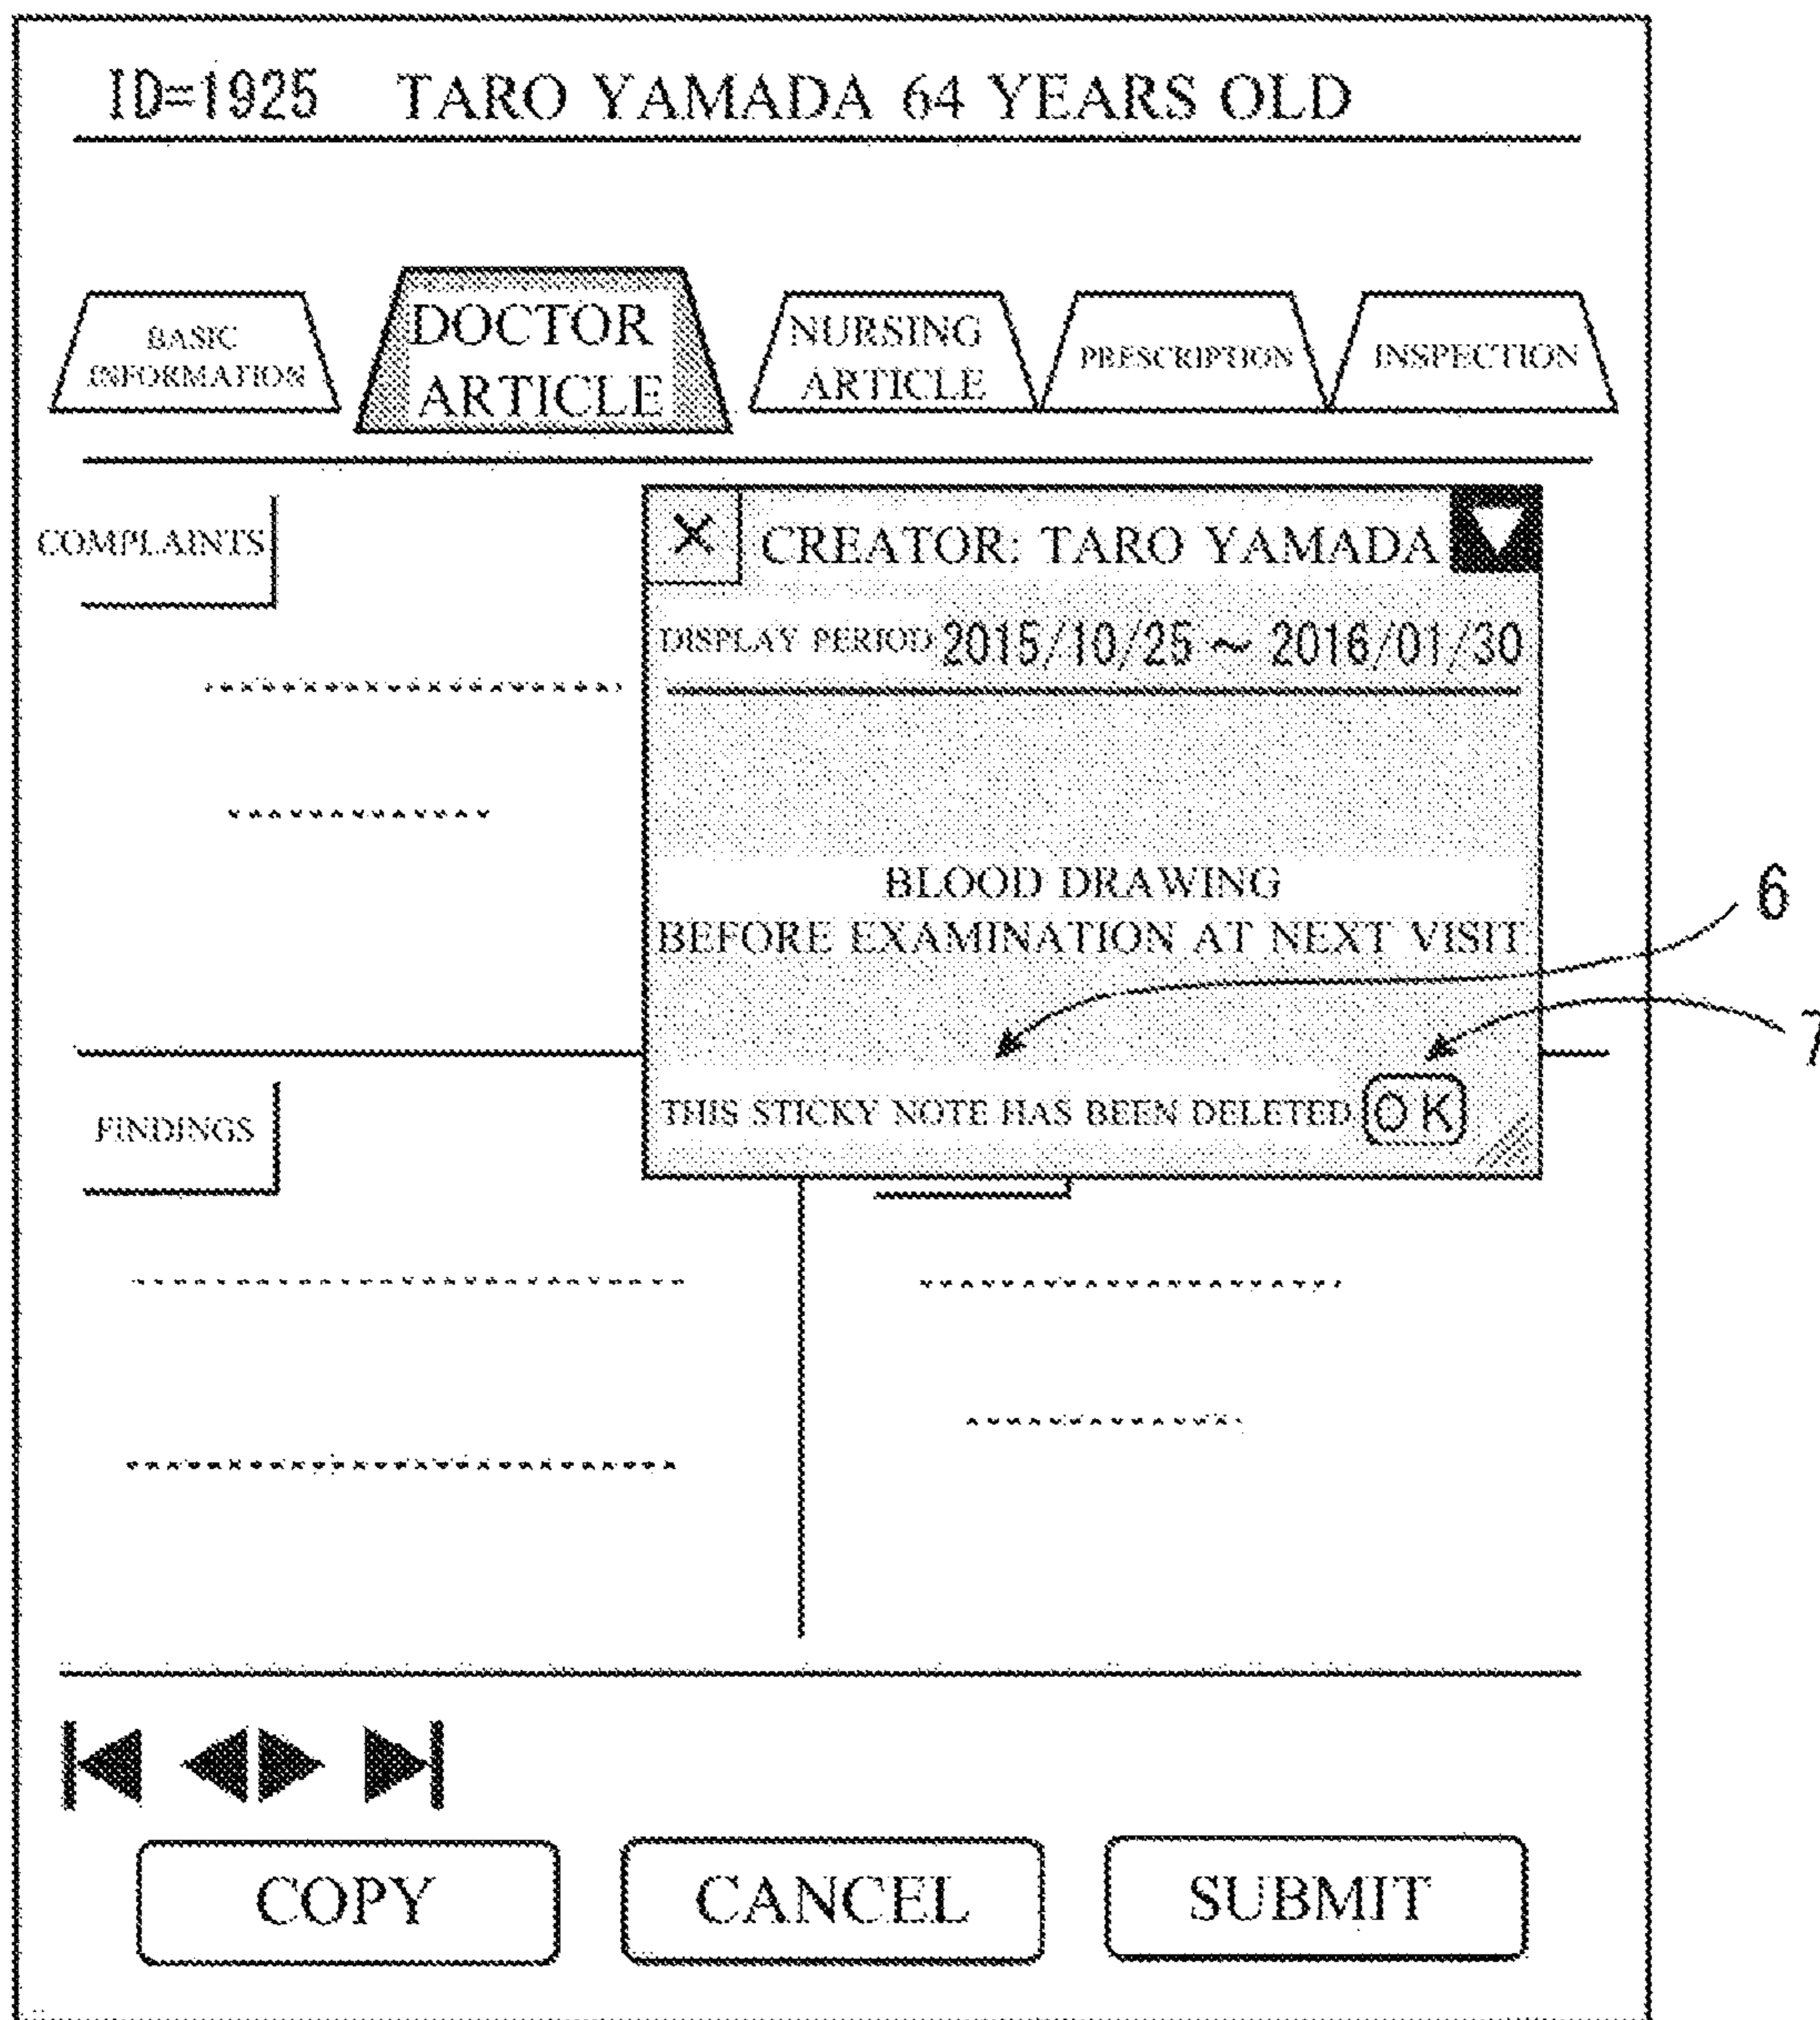 ID=1925 TARO YAMADA 64 YEARS OLD
BASIC
INFORMATION
DOCTOR
ARTICLE
NURSING
ARTICLE
PRESCRIPTION
INSPECTION
COMPLAINTS
× CREATOR: TARO YAMADA
DISPLAY PERIOD 2015/10/25 ~ 2016/01/30
BLOOD DRAWING
BEFORE EXAMINATION AT NEXT VISIT
6
7
THIS STICKY NOTE HAS BEEN DELETED OK
FINDINGS
COPY
CANCEL
SUBMIT